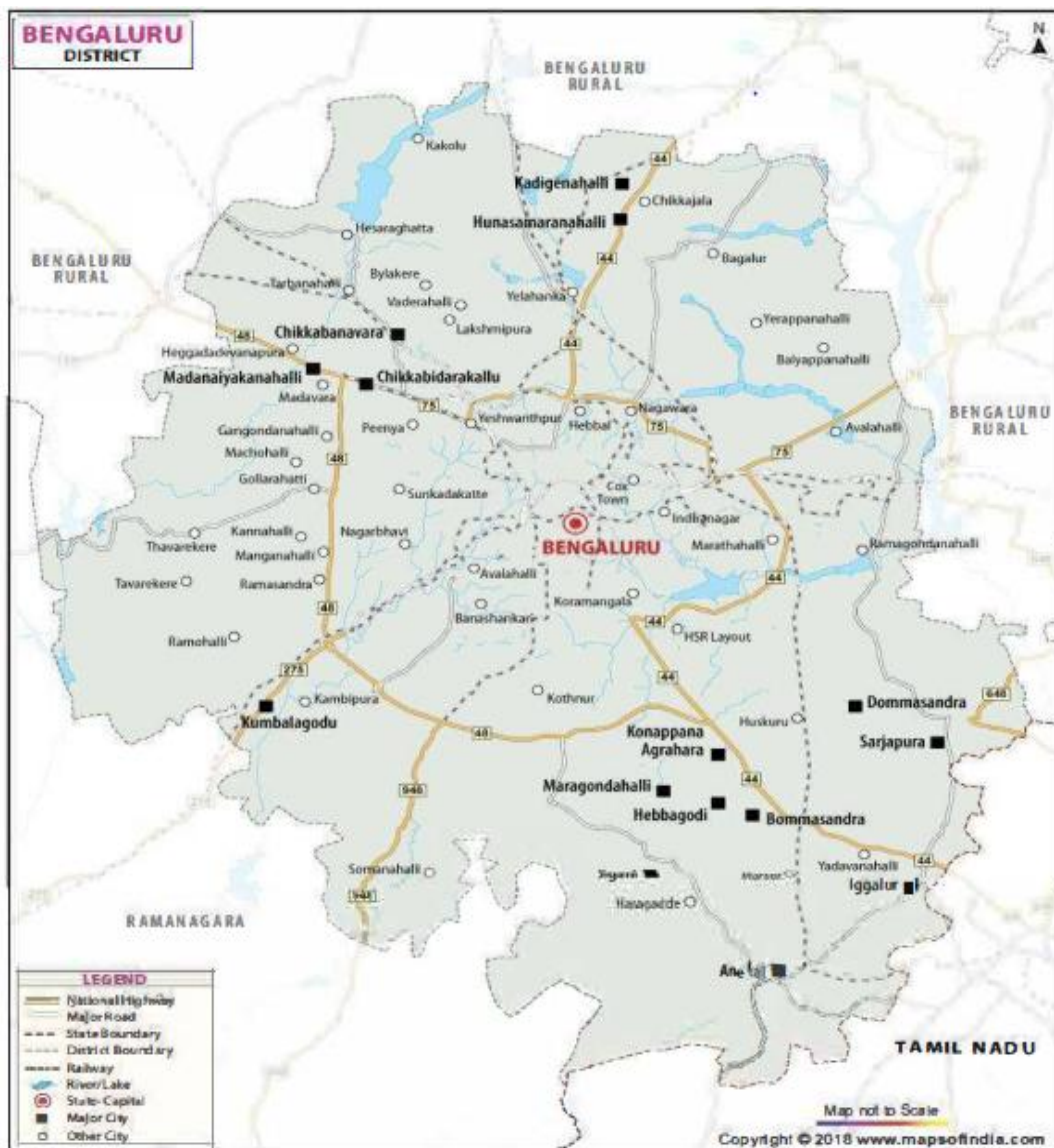 BENGALURU
DISTRICT
N
BENGALURU
RURAL
Kakolu
44
Kadigenahalli
Chikkajala
Hunasamaranahalli
Hesaraghatta
44
Bagalur
BENGALURU
RURAL
Tarbanahalli
Bylakere
Vaderahalli
Yelahanka
Lakshmipura
Yerappanahalli
Chikkabanavara
48
44
Heggadadevanapura
Baiyappanahalli
Madanaiyakanahalli
Chikkabidarakallu
Madavara
75
BENGALURU
RURAL
Peenya
Yeshwanthpur
Hebbal
Nagawara
75
Avalahalli
Gangondanahalli
75
Machohalli
48
Gollarahatti
Sunkadakatte
Cox
Town
Indiranagar
BENGALURU
Kannahalli
Nagarbhavi
Thavarekere
Manganahalli
Marathahalli
Ramagondanahalli
Tavarekere
Ramasandra
Avalahalli
44
Koramangala
48
Banashankari
44
HSR Layout
Ramohalli
275
44
Kambipura
Kothnur
648
Kumbalagodu
Dommasandra
Huskuru
48
Konappana
Agrahara
Sarjapura
44
Maragondahalli
948
Hebbagodi
Bommasandra
Somanahalli
Yadavanahalli
44
Iggalur
948
Haragadde
RAMANAGARA
Ane
LEGEND
National Highway
Major Road
State Boundary
District Boundary
Railway
River/Lake
State-Capital
Major City
Other City
TAMIL NADU
Map not to Scale
Copyright © 2018 www.mapsofindia.com